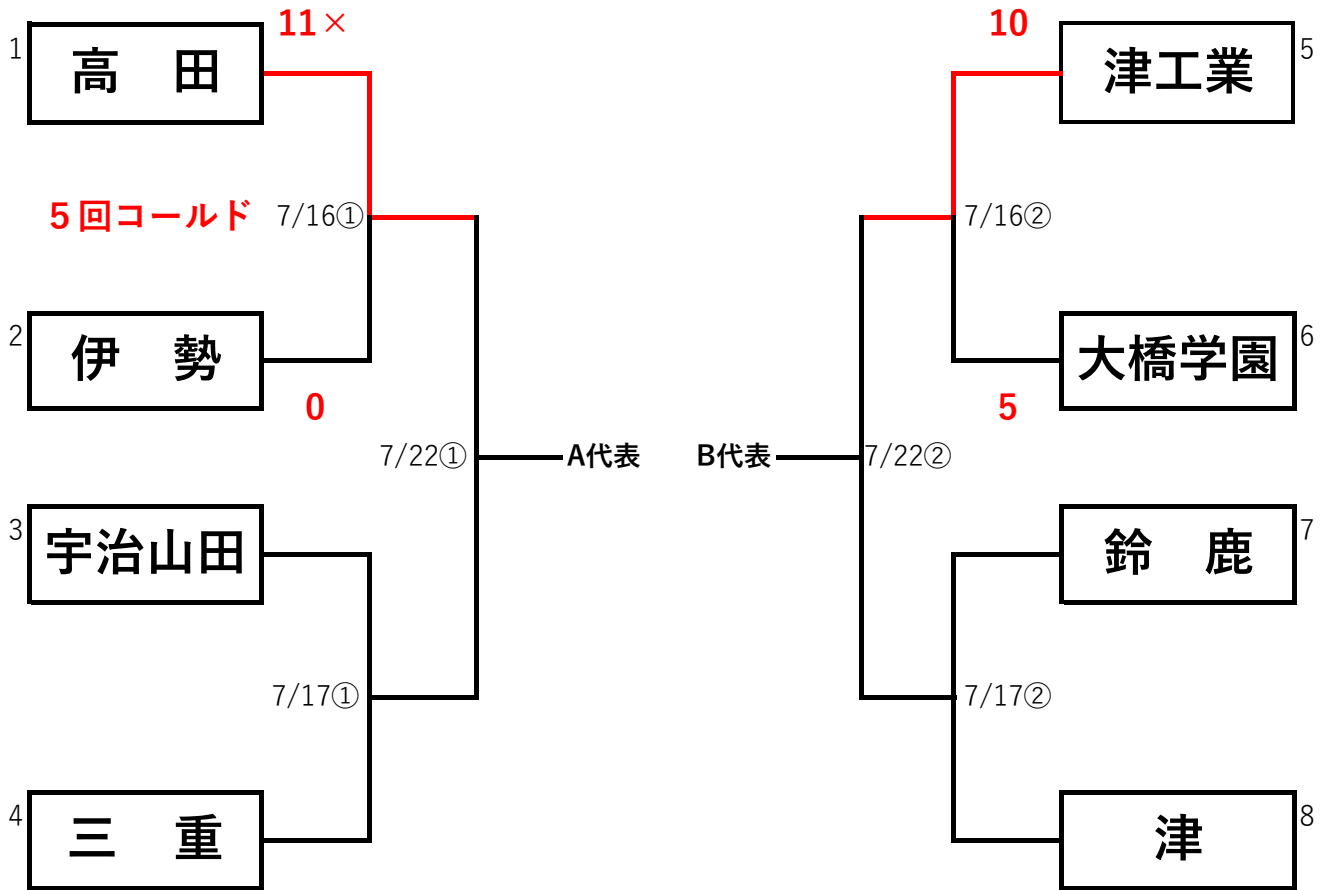 11×
1
高　田
5回コールド
7/16①
2
伊　勢
0
7/22①
A代表
3
宇治山田
7/17①
4
三　重
10
津工業
5
7/16②
大橋学園
6
5
B代表
7/22②
鈴　鹿
7
7/17②
津
8